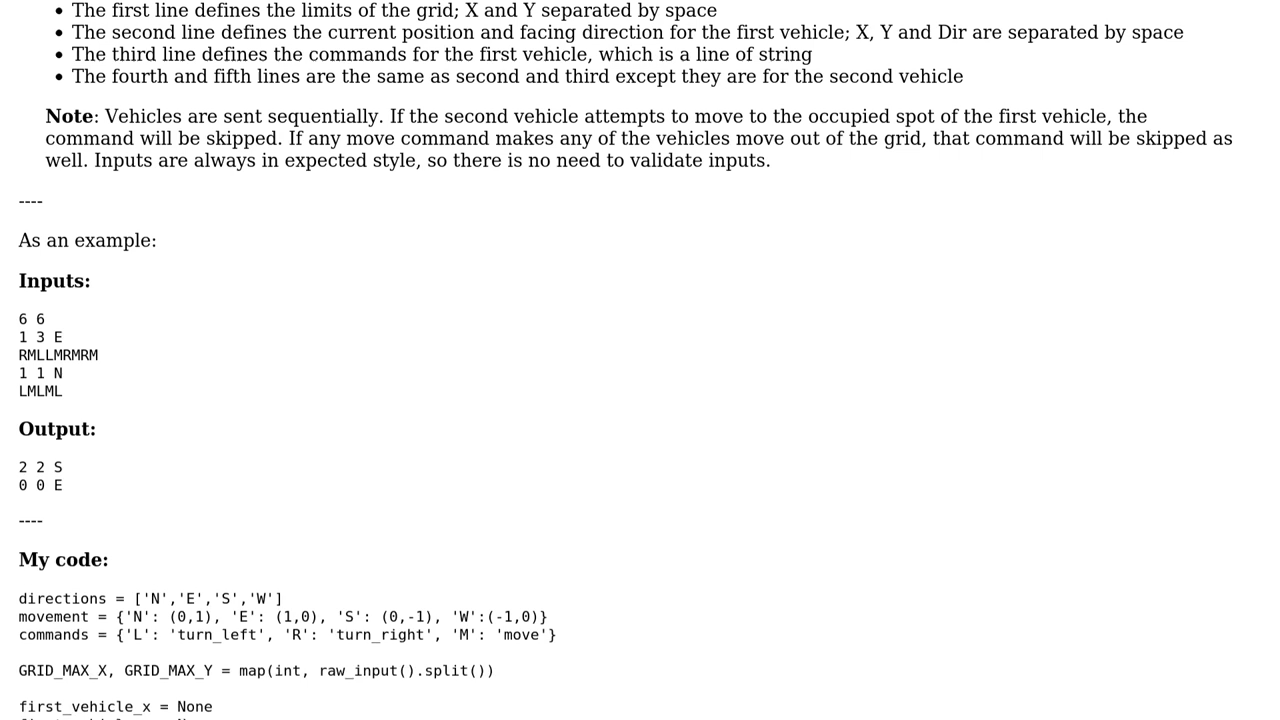 • The first line defines the limits of the grid; X and Y separated by space
• The second line defines the current position and facing direction for the first vehicle; X, Y and Dir are separated by space
• The third line defines the commands for the first vehicle, which is a line of string
• The fourth and fifth lines are the same as second and third except they are for the second vehicle
Note: Vehicles are sent sequentially. If the second vehicle attempts to move to the occupied spot of the first vehicle, the
command will be skipped. If any move command makes any of the vehicles move out of the grid, that command will be skipped as
well. Inputs are always in expected style, so there is no need to validate inputs.
----
As an example:
Inputs:
6 6
1 3 E
RMLLMRMRM
1 1 N
LMLML
Output:
2 2 S
0 0 E
----
My code:
directions = ['N','E','S','W']
movement = {'N': (0,1), 'E': (1,0), 'S': (0,-1), 'W':(-1,0)}
commands = {'L': 'turn_left', 'R': 'turn_right', 'M': 'move'}
GRID_MAX_X, GRID_MAX_Y = map(int, raw_input().split())
first_vehicle_x = None